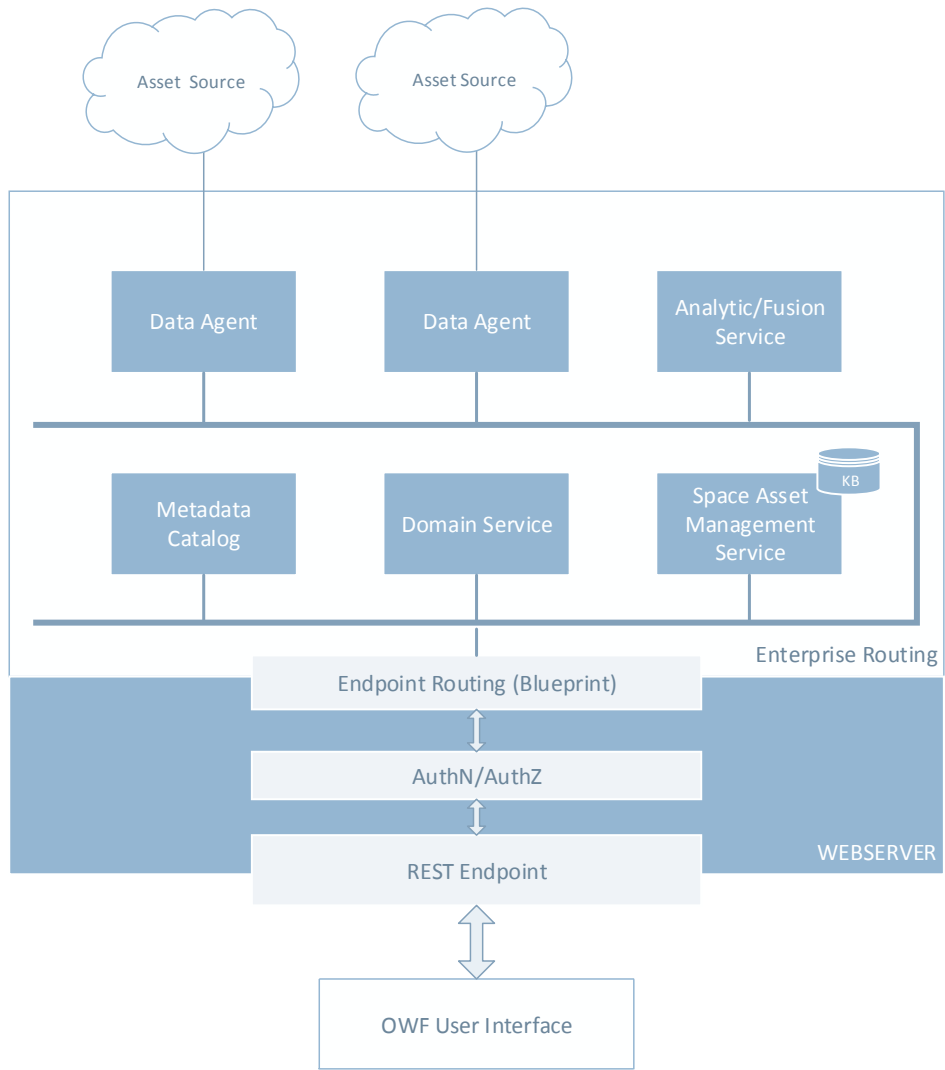 Asset Source
Asset Source
Data Agent
Data Agent
Analytic/Fusion
Service
Metadata
Catalog
Domain Service
Space Asset
Management
Service
KB
Enterprise Routing
Endpoint Routing (Blueprint)
AuthN/AuthZ
WEBSERVER
REST Endpoint
OWF User Interface